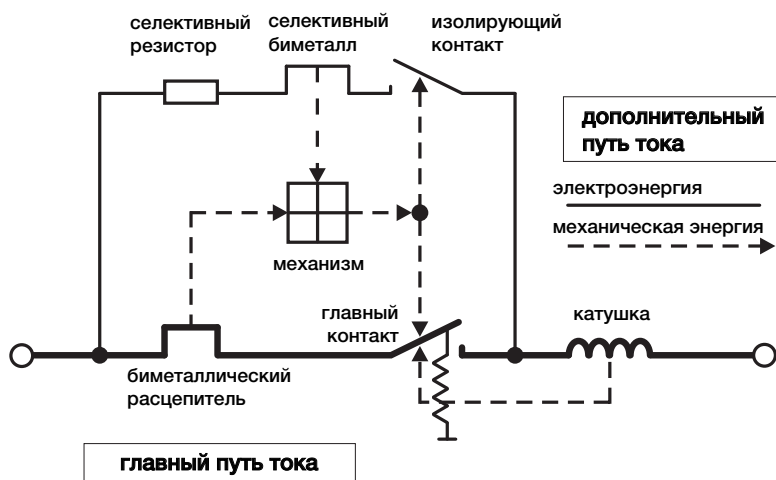 селективный
резистор
селективный
биметалл
изолирующий
контакт
дополнительный
путь тока
электроэнергия
механическая энергия
механизм
главный
контакт
катушка
биметаллический
расцепитель
главный путь тока